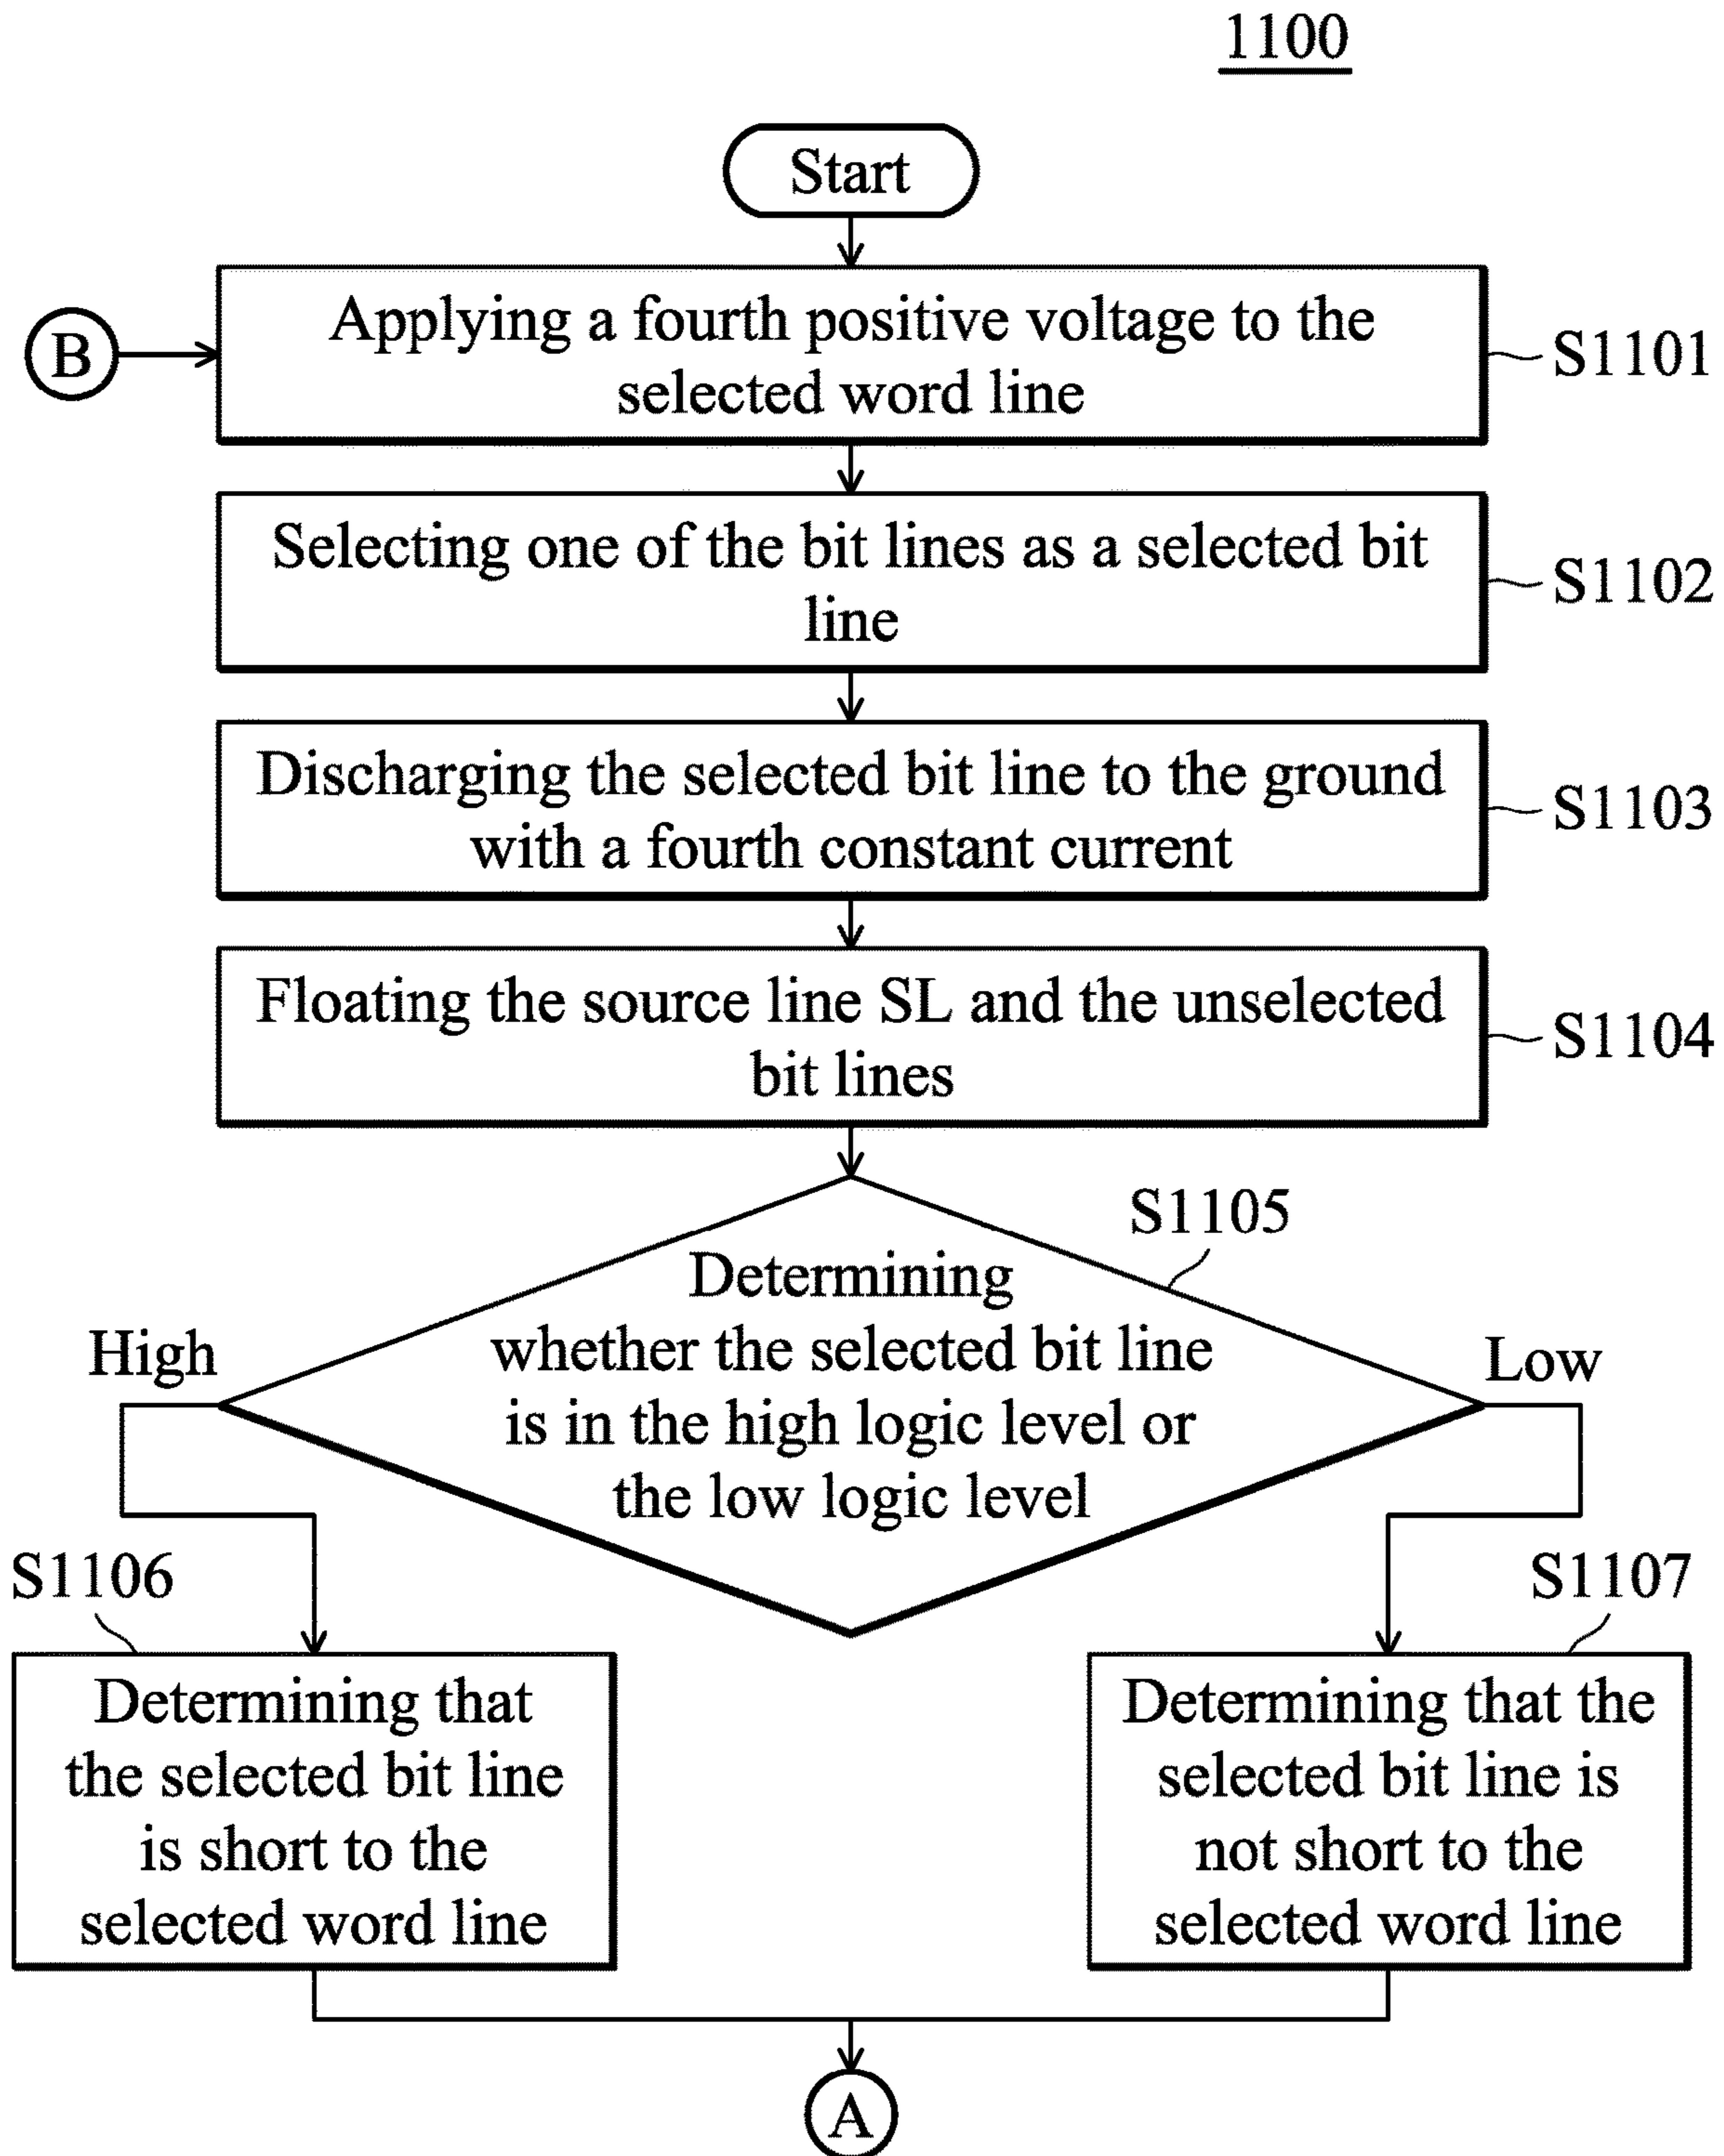 1100
Start
B
Applying a fourth positive voltage to the
selected word line
S1101
Selecting one of the bit lines as a selected bit
line
S1102
Discharging the selected bit line to the ground
with a fourth constant current
S1103
Floating the source line SL and the unselected
bit lines
S1104
S1105
Determining
whether the selected bit line
is in the high logic level or
the low logic level
High
Low
S1106
Determining that
the selected bit line
is short to the
selected word line
S1107
Determining that the
selected bit line is
not short to the
selected word line
A